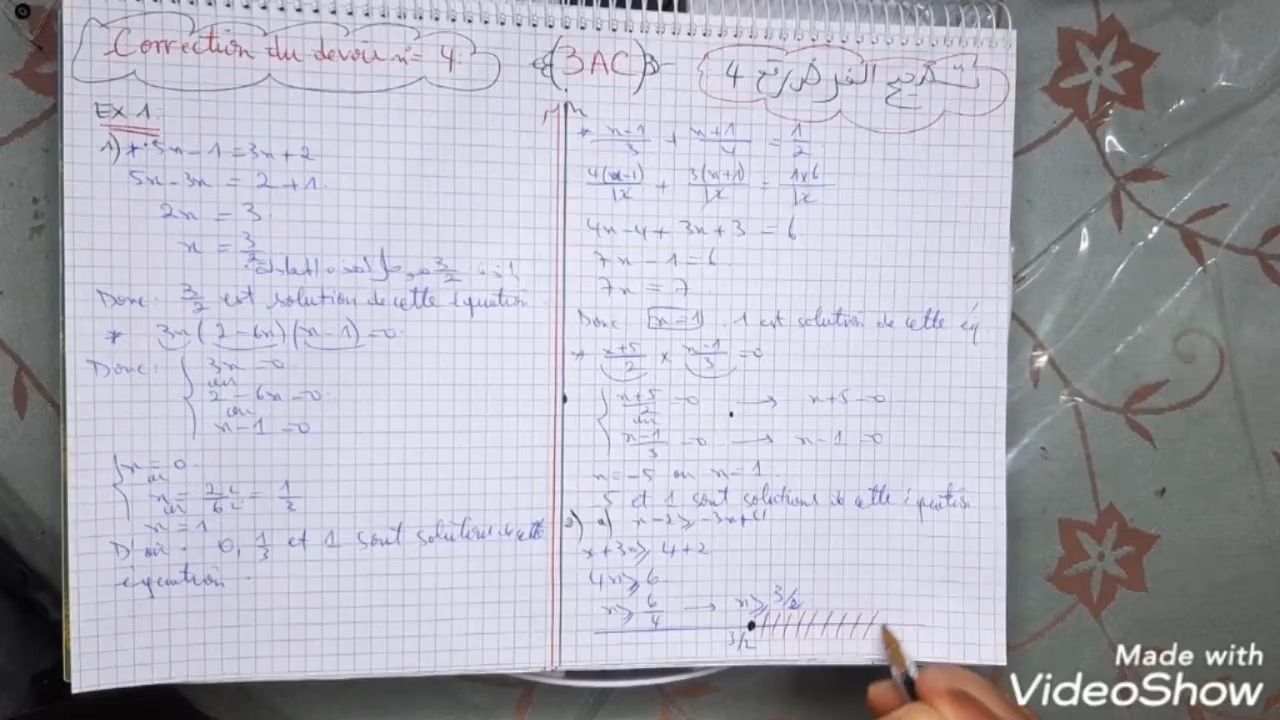 Correction du devoir n° 4
(3AC)
تصحيح الفرض رقم 4
EX 1:
1) * 5x - 1 = 3x + 2
5x - 3x = 2 + 1
2x = 3
x = 3/2
Donc 3/2 est solution de cette équation
* 3x(2 - 6x)(x - 1) = 0
Donc: 3x = 0
ou
2 - 6x = 0
ou
x - 1 = 0
x = 0
ou
x = 2/6 = 1/3
ou
x = 1
D'où: 0, 1/3 et 1 sont solutions de cette
équation
* x-1/3 + x+1/4 = 1/2
4(x-1)/12 + 3(x+1)/12 = 1x6/12
4x - 4 + 3x + 3 = 6
7x - 1 = 6
7x = 7
Donc x = 1. 1 est solution de cette éq
* x+5/2 × x-1/3 = 0
x+5/2 = 0 → x+5 = 0
ou
x-1/3 = 0 → x-1 = 0
x = -5 ou x = 1
-5 et 1 sont solutions de cette équation
2) a) x - 2 ⩾ -3x + 4
x + 3x ⩾ 4 + 2
4x ⩾ 6
x ⩾ 6/4 → x ⩾ 3/2
3/2
Made with
VideoShow